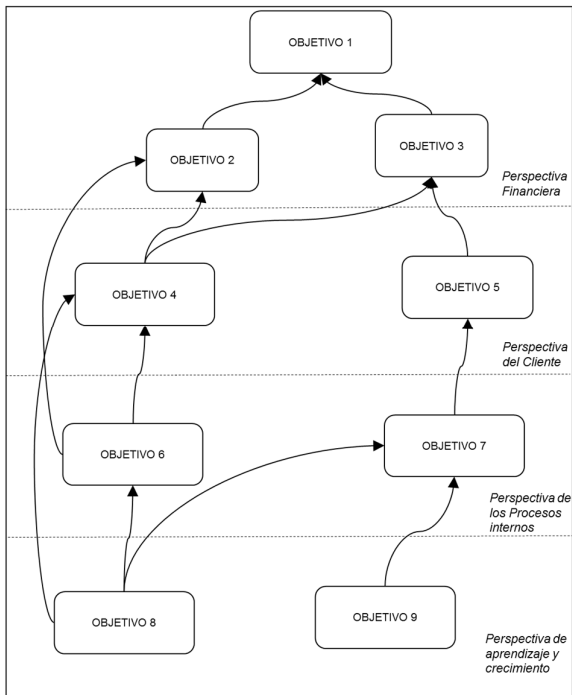 OBJETIVO 1
OBJETIVO 2
OBJETIVO 3
Perspectiva
Financiera
OBJETIVO 4
OBJETIVO 5
Perspectiva
del Cliente
OBJETIVO 6
OBJETIVO 7
Perspectiva de
los Procesos
internos
OBJETIVO 8
OBJETIVO 9
Perspectiva de
aprendizaje y
crecimiento